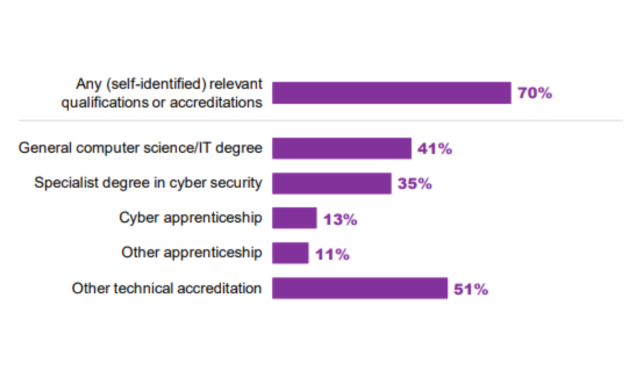 Any (self-identified) relevant
qualifications or accreditations
70%
General computer science/IT degree
41%
Specialist degree in cyber security
35%
Cyber apprenticeship
13%
Other apprenticeship
11%
Other technical accreditation
51%